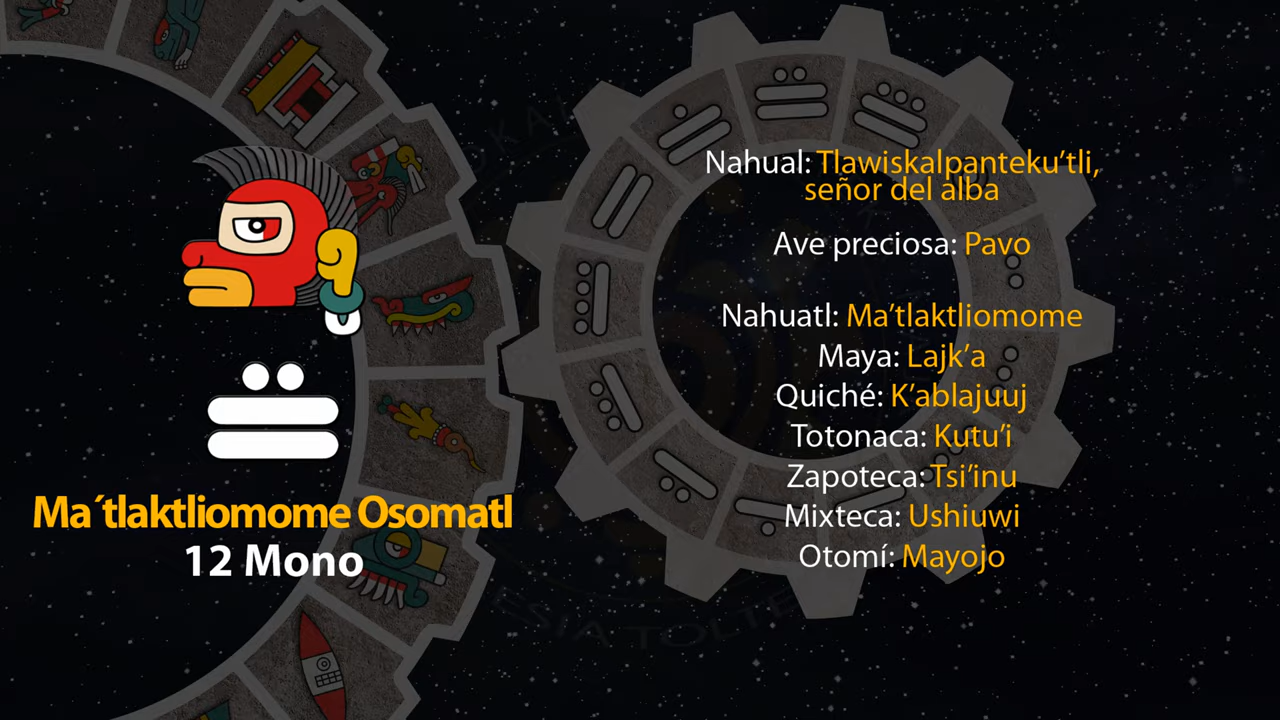 Ma´tlaktliomome Osomatl
12 Mono
Nahual: Tlawiskalpanteku’tli,
señor del alba
Ave preciosa: Pavo
Nahuatl: Ma’tlaktliomome
Maya: Lajk’a
Quiché: K’ablajuuj
Totonaca: Kutu’i
Zapoteca: Tsi’inu
Mixteca: Ushiuwi
Otomí: Mayojo